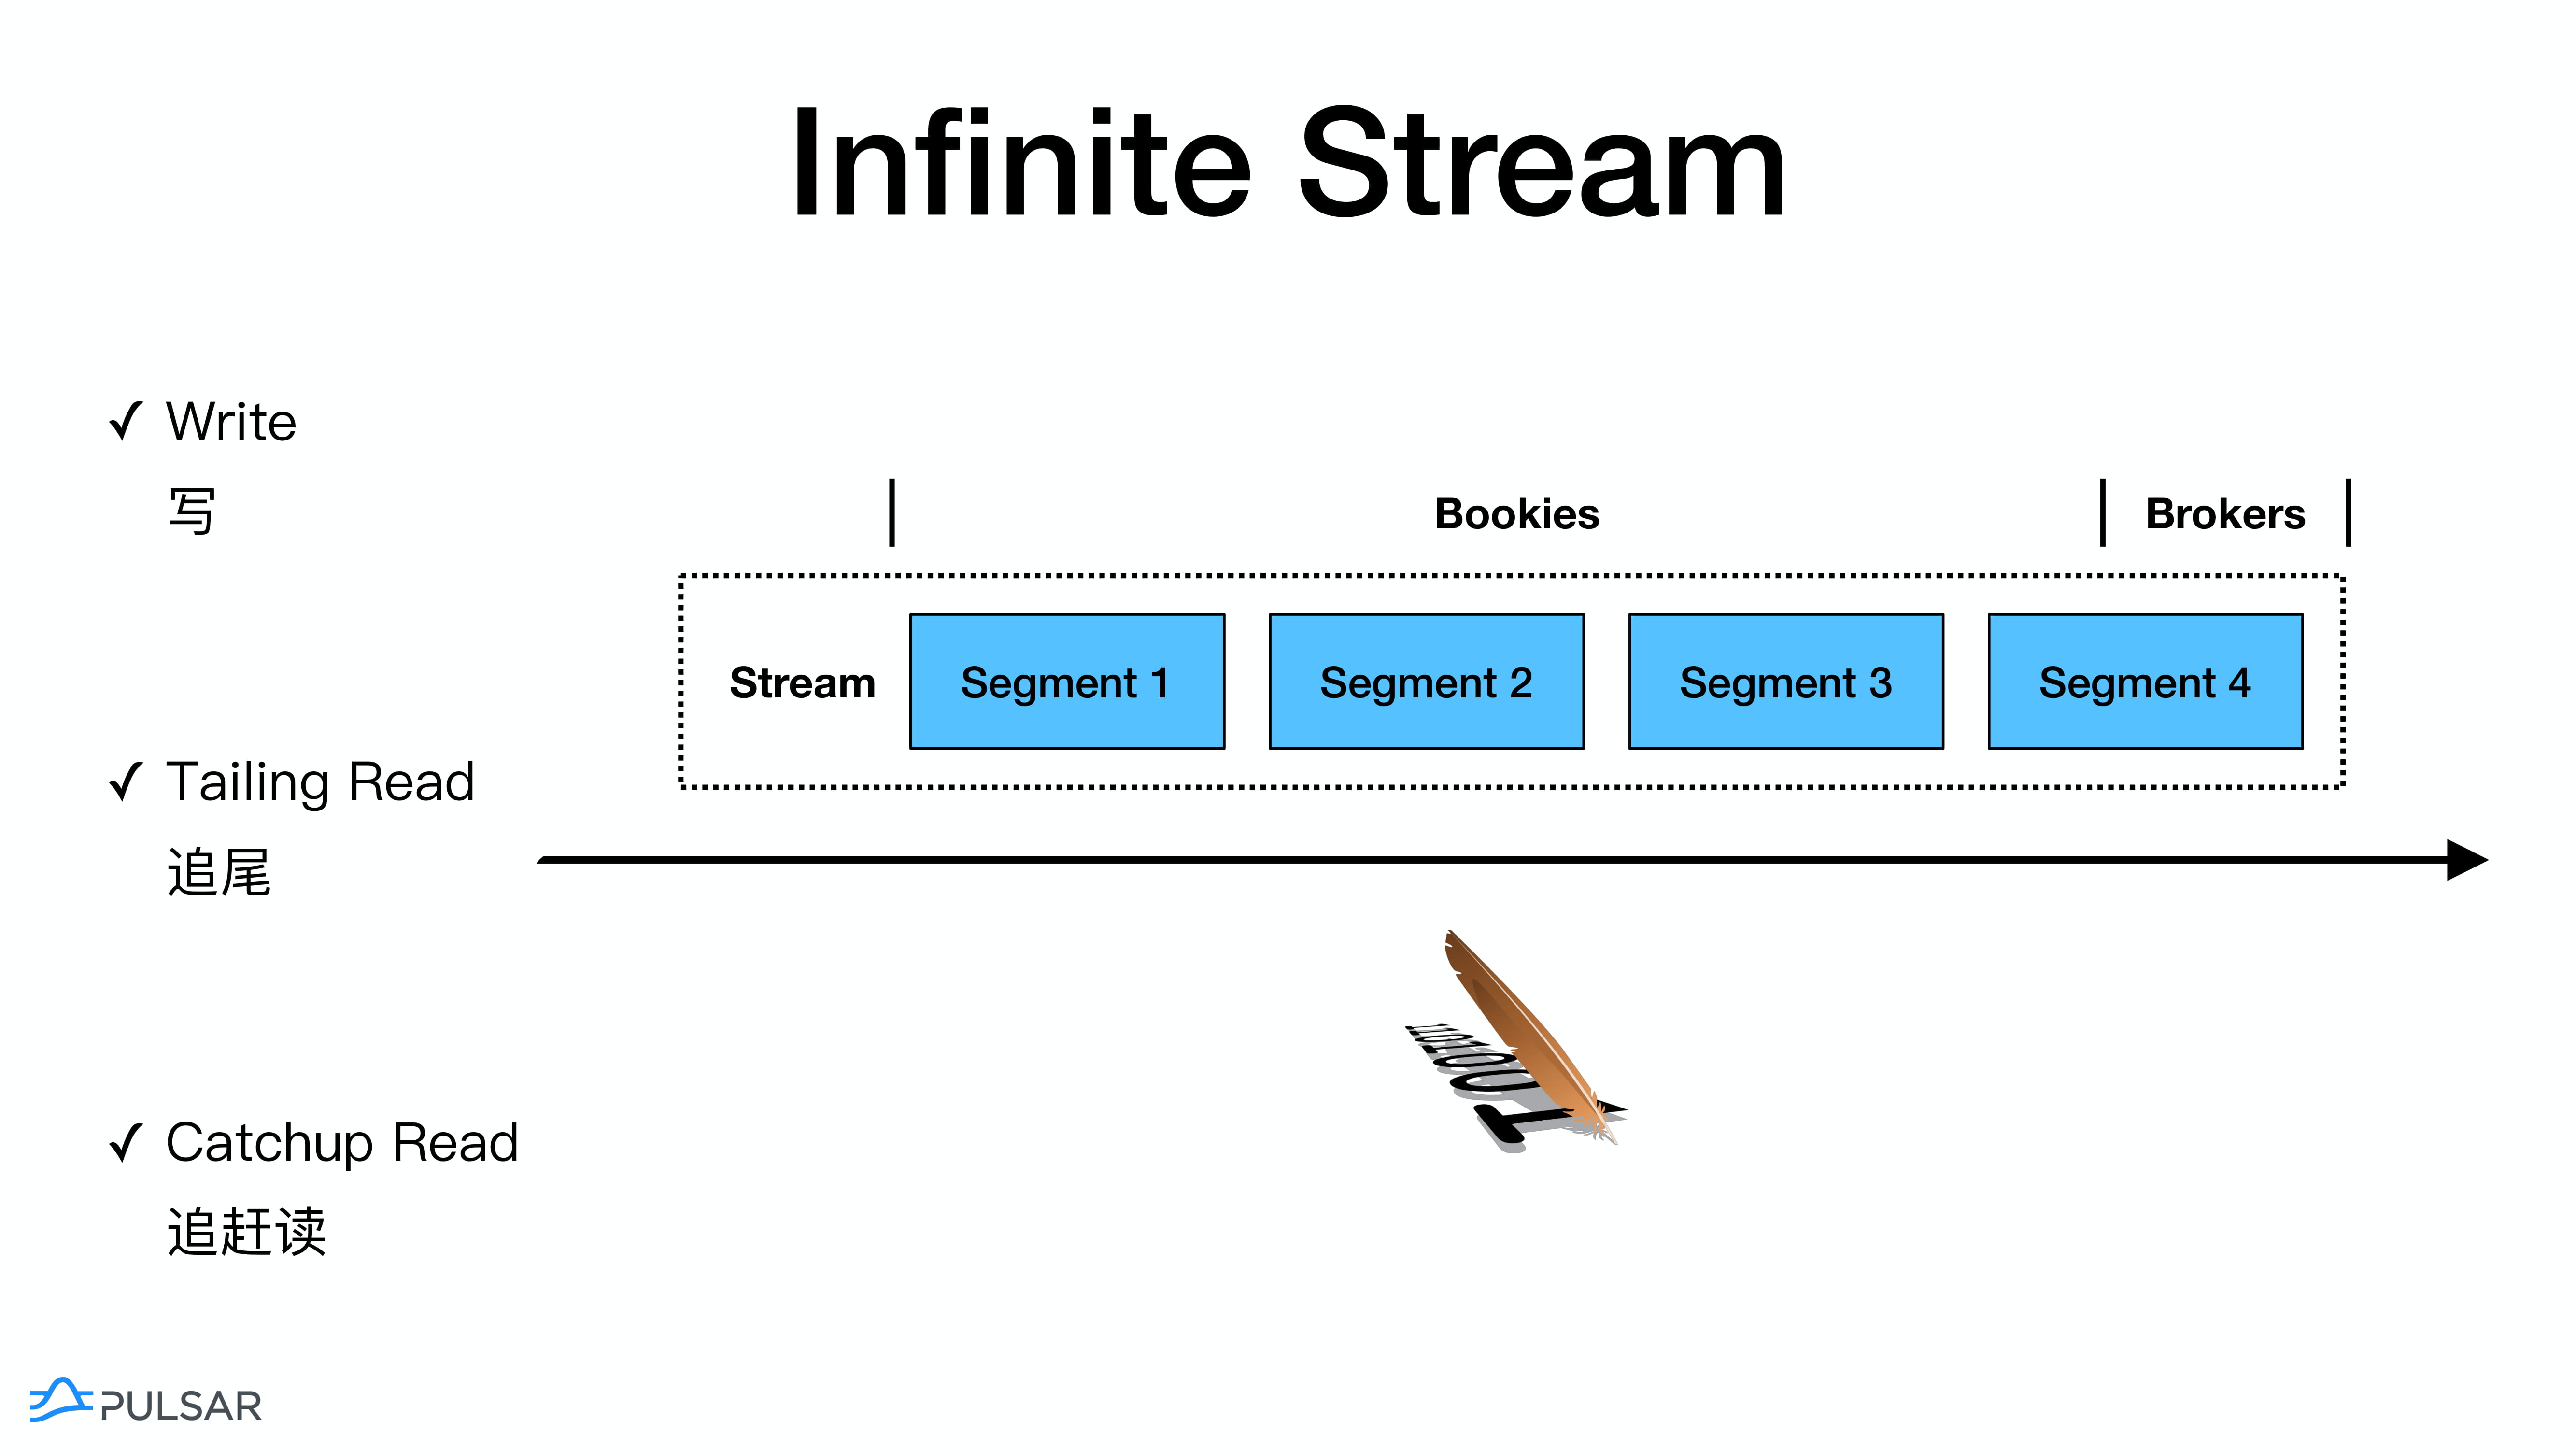 Infinite Stream
✓ Write
写
✓ Tailing Read
追尾
✓ Catchup Read
追赶读
Bookies
Brokers
Stream
Segment 1
Segment 2
Segment 3
Segment 4
PULSAR